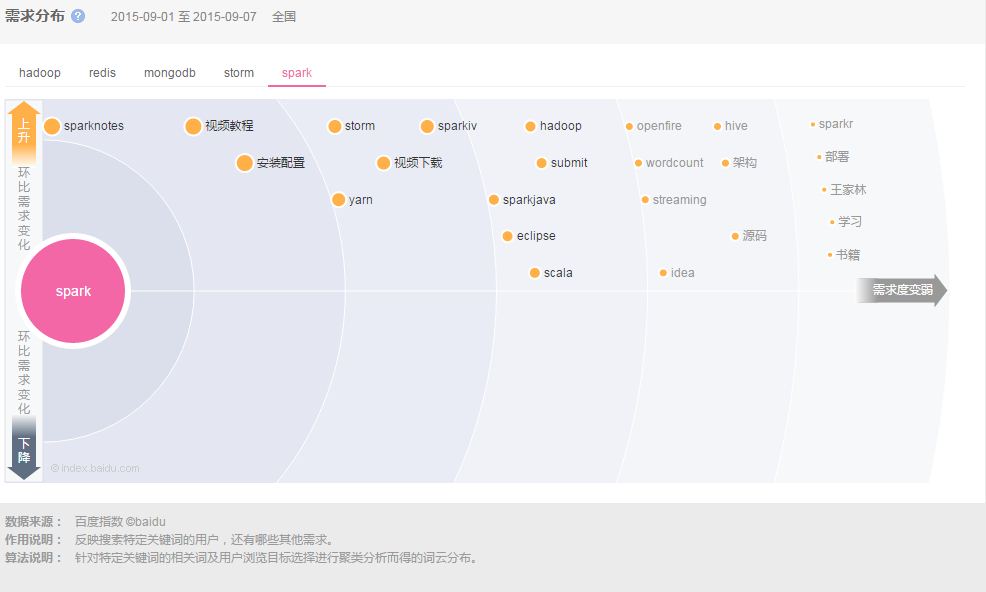 需求分布 ? 2015-09-01 至 2015-09-07 全国
hadoop redis mongodb storm spark
上升
环比需求变化
sparknotes 视频教程 storm sparkiv hadoop openfire hive sparkr
安装配置 视频下载 submit wordcount 架构 部署
yarn sparkjava streaming 王家林
eclipse 源码 学习
scala idea 书籍
spark
需求度变弱
环比需求变化
下降
© index.baidu.com
数据来源： 百度指数 ©baidu
作用说明： 反映搜索特定关键词的用户，还有哪些其他需求。
算法说明： 针对特定关键词的相关词及用户浏览目标选择进行聚类分析而得的词云分布。